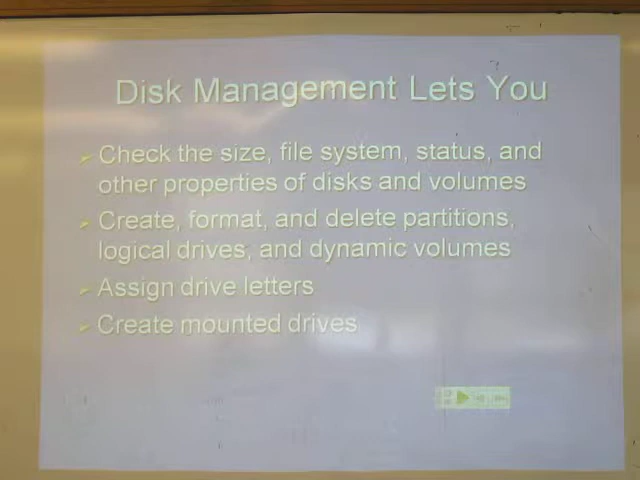 Disk Management Lets You
Check the size, file system, status, and
other properties of disks and volumes
Create, format, and delete partitions,
logical drives, and dynamic volumes
Assign drive letters
Create mounted drives